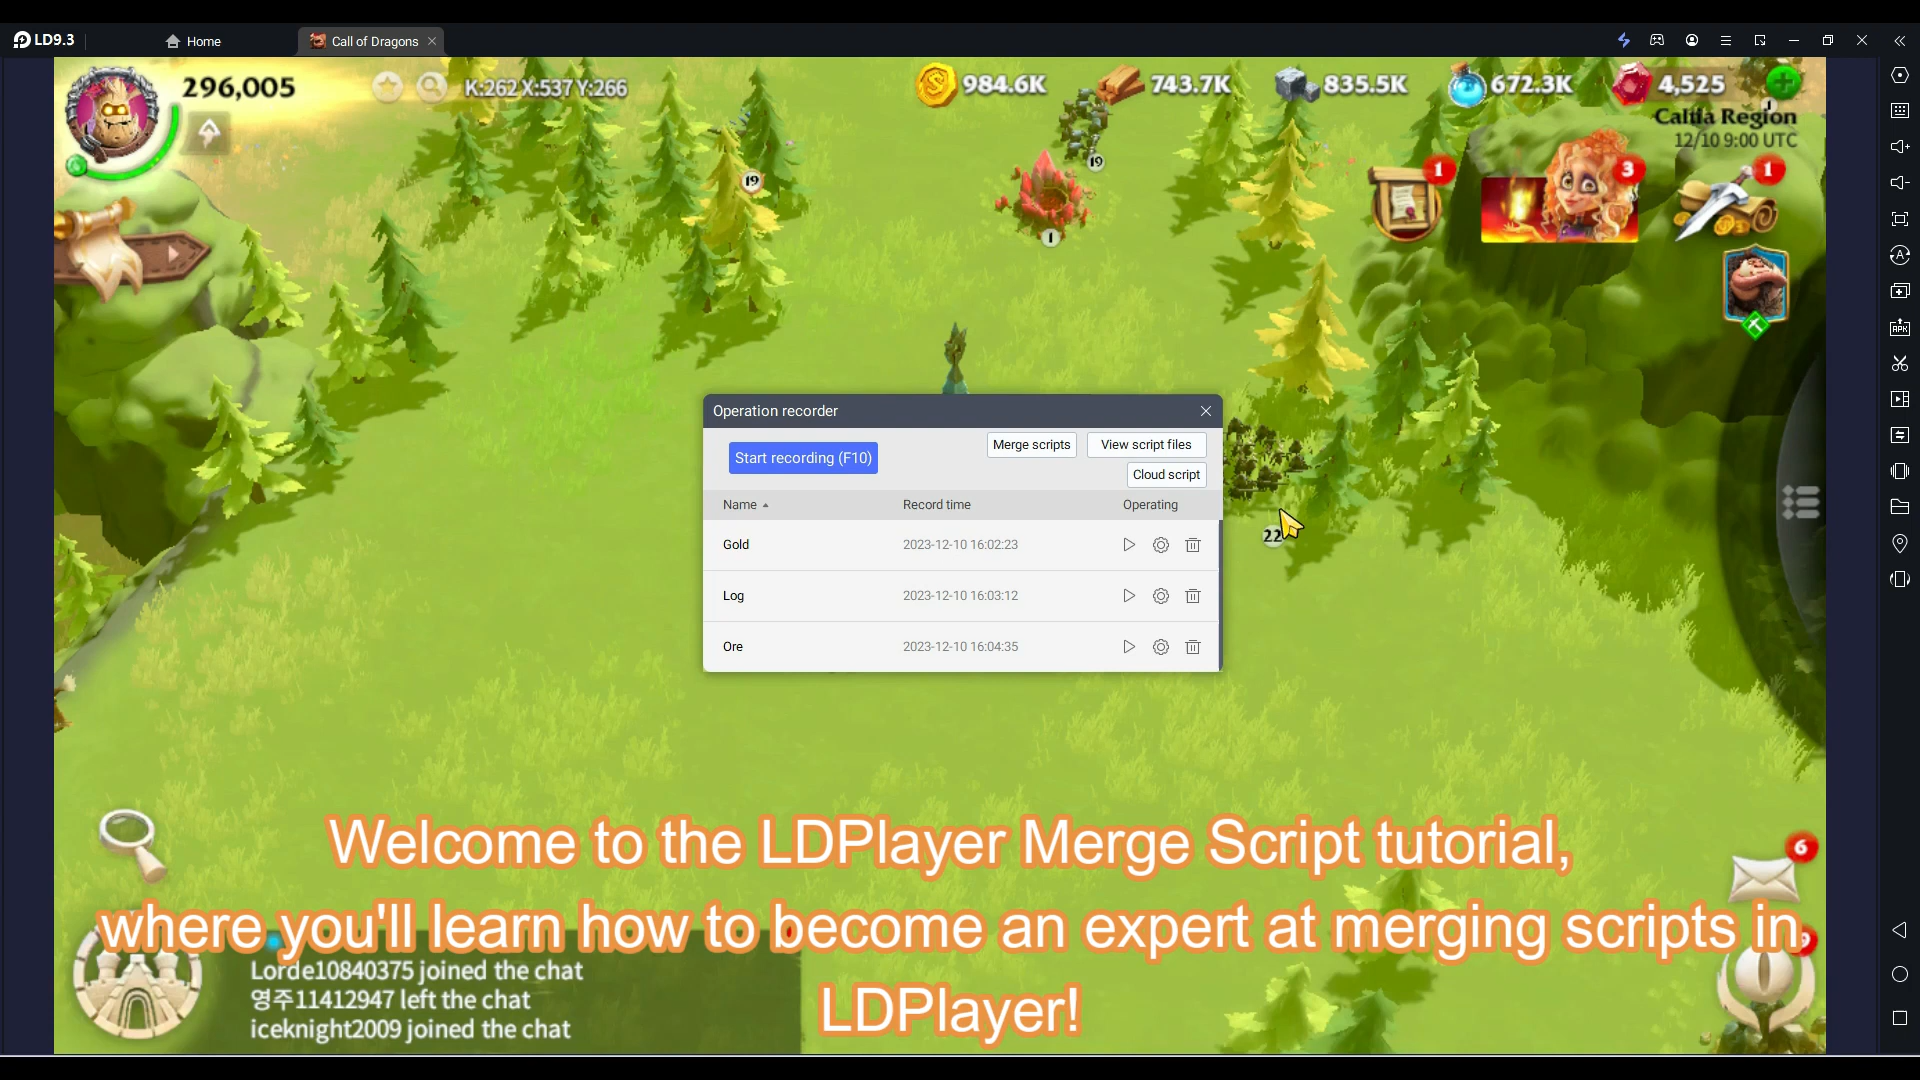 LD9.3
Home
Call of Dragons
296,005
K:262 X:537 Y:266
984.6K
743.7K
835.5K
672.3K
4,525
1
Caltla Region
12/10 9:00 UTC
19
19
1
1
3
1
Operation recorder
Start recording (F10)
Merge scripts
View script files
Cloud script
Name
Record time
Operating
Gold
2023-12-10 16:02:23
Log
2023-12-10 16:03:12
Ore
2023-12-10 16:04:35
22
APK
6
Welcome to the LDPlayer Merge Script tutorial,
where you'll learn how to become an expert at merging scripts in
LDPlayer!
Lorde10840375 joined the chat
영주11412947 left the chat
iceknight2009 joined the chat